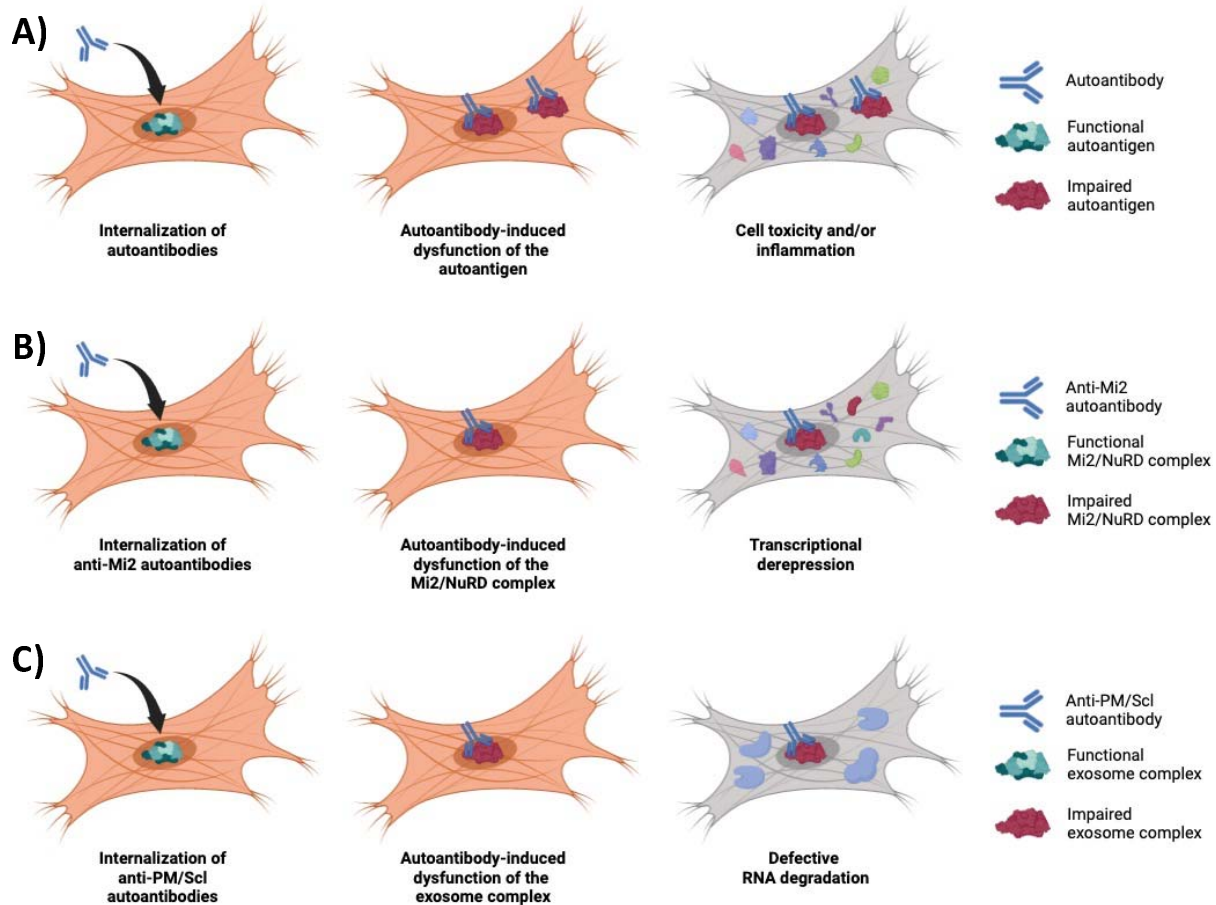 A)
Internalization of
autoantibodies
Autoantibody-induced
dysfunction of the
autoantigen
Cell toxicity and/or
inflammation
Autoantibody
Functional
autoantigen
Impaired
autoantigen
B)
Internalization of
anti-Mi2 autoantibodies
Autoantibody-induced
dysfunction of the
Mi2/NuRD complex
Transcriptional
derepression
Anti-Mi2
autoantibody
Functional
Mi2/NuRD complex
Impaired
Mi2/NuRD complex
C)
Internalization of
anti-PM/Scl
autoantibodies
Autoantibody-induced
dysfunction of the
exosome complex
Defective
RNA degradation
Anti-PM/Scl
autoantibody
Functional
exosome complex
Impaired
exosome complex